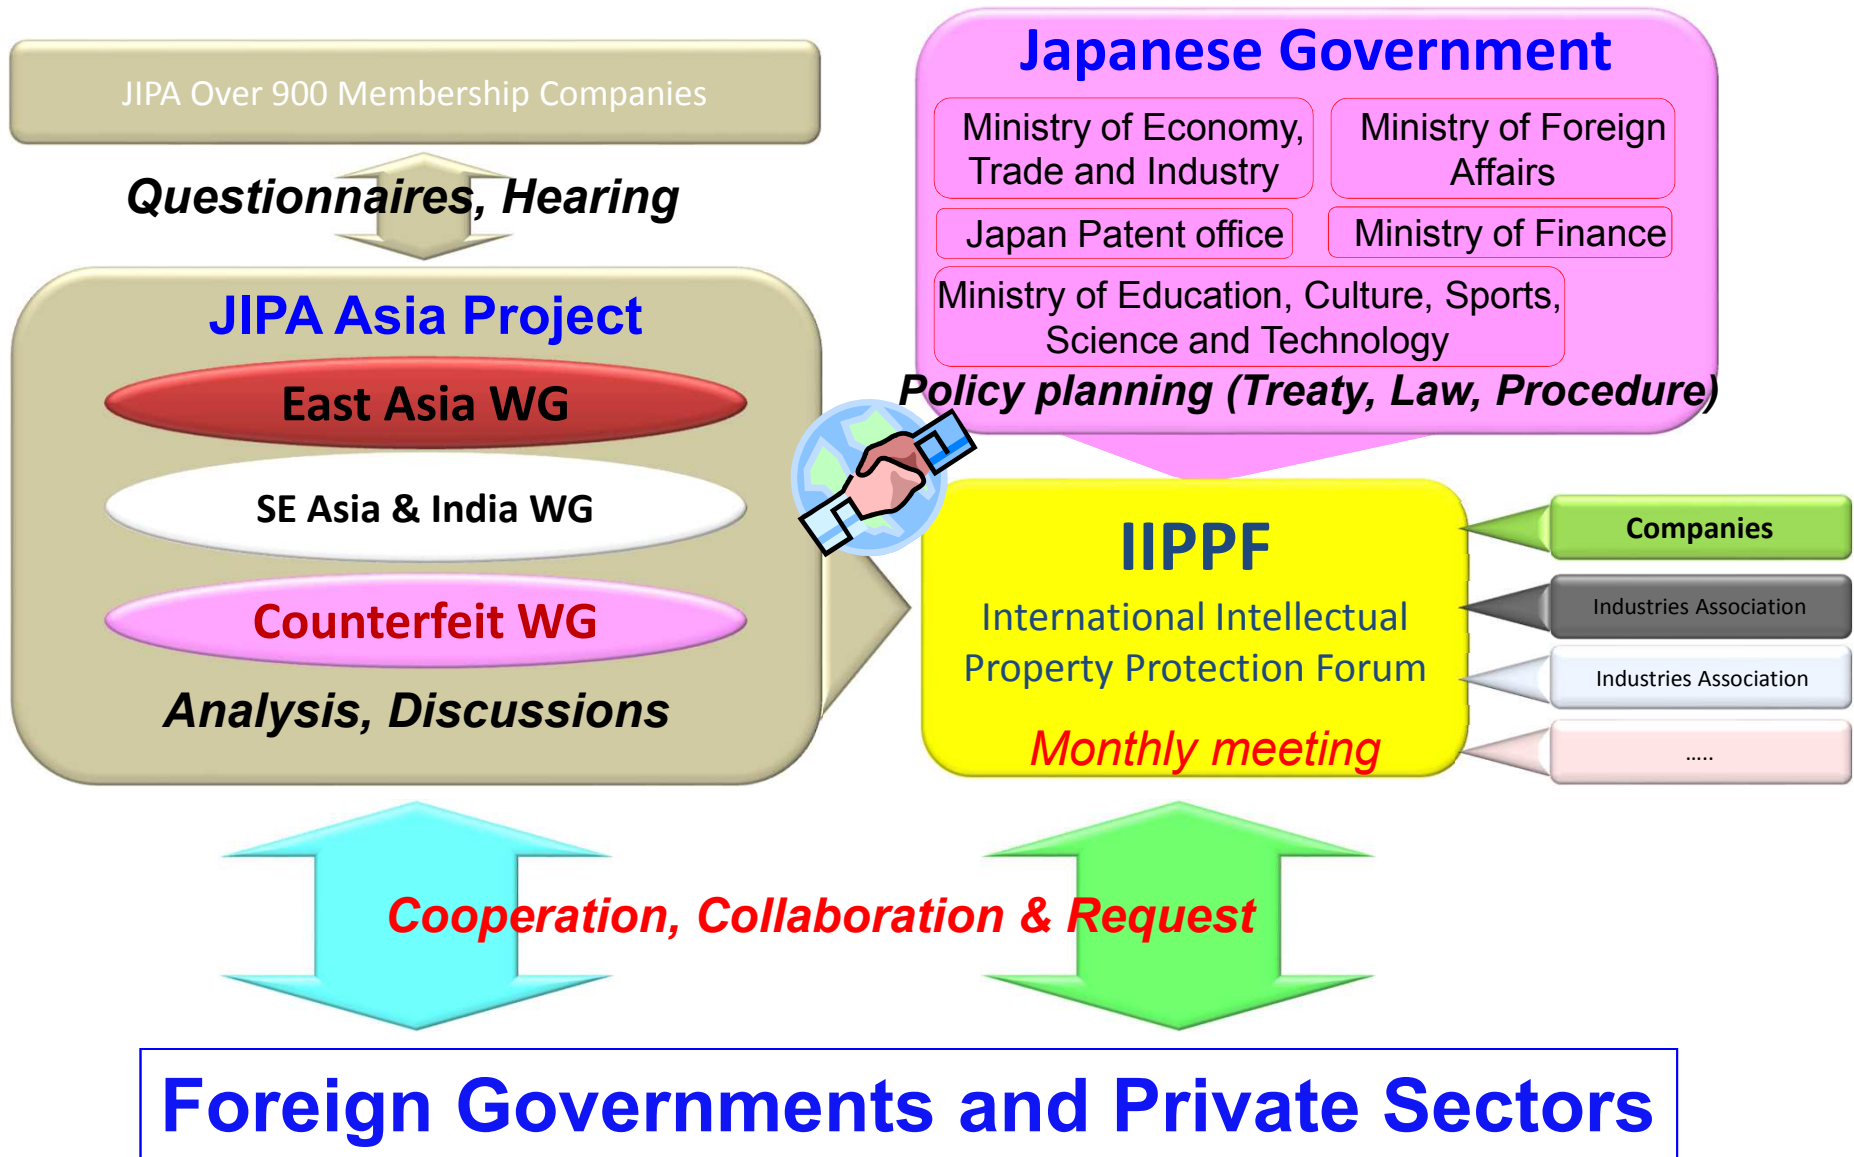 JIPA Over 900 Membership Companies
Questionnaires, Hearing
JIPA Asia Project
East Asia WG
SE Asia & India WG
Counterfeit WG
Analysis, Discussions
Japanese Government
Ministry of Economy,
Trade and Industry
Ministry of Foreign
Affairs
Japan Patent office
Ministry of Finance
Ministry of Education, Culture, Sports,
Science and Technology
Policy planning (Treaty, Law, Procedure)
IIPPF
International Intellectual
Property Protection Forum
Monthly meeting
Companies
Industries Association
Industries Association
.....
Cooperation, Collaboration & Request
Foreign Governments and Private Sectors